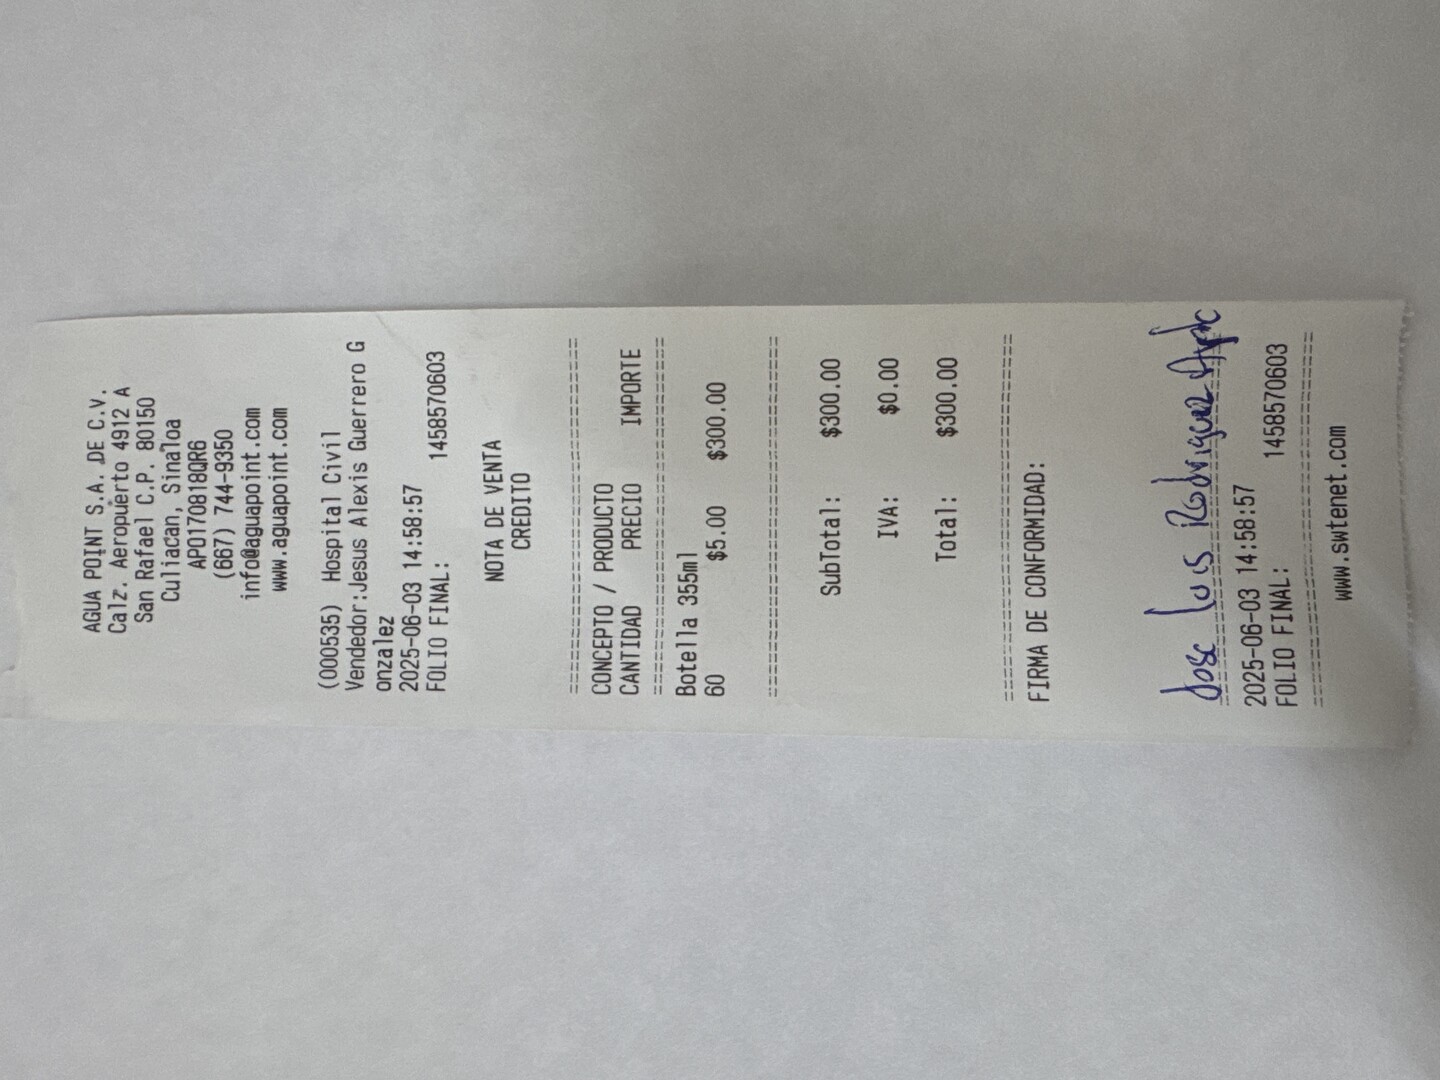 AGUA POINT S.A. DE C.V.
Calz. Aeropuerto 4912 A
San Rafael C.P. 80150
Culiacan, Sinaloa
APO170818QR6
(667) 744-9350
info@aguapoint.com
www.aguapoint.com
(000535) Hospital Civil
Vendedor:Jesus Alexis Guerrero G
onzalez
2025-06-03 14:58:57
FOLIO FINAL: 1458570603
NOTA DE VENTA
CREDITO
================================
CONCEPTO / PRODUCTO
CANTIDAD PRECIO IMPORTE
================================
Botella 355ml
60 $5.00 $300.00
================================
SubTotal: $300.00
IVA: $0.00
Total: $300.00
================================
FIRMA DE CONFORMIDAD:
Jose Luis Rodriguez
================================
2025-06-03 14:58:57
FOLIO FINAL: 1458570603
================================
www.swtenet.com